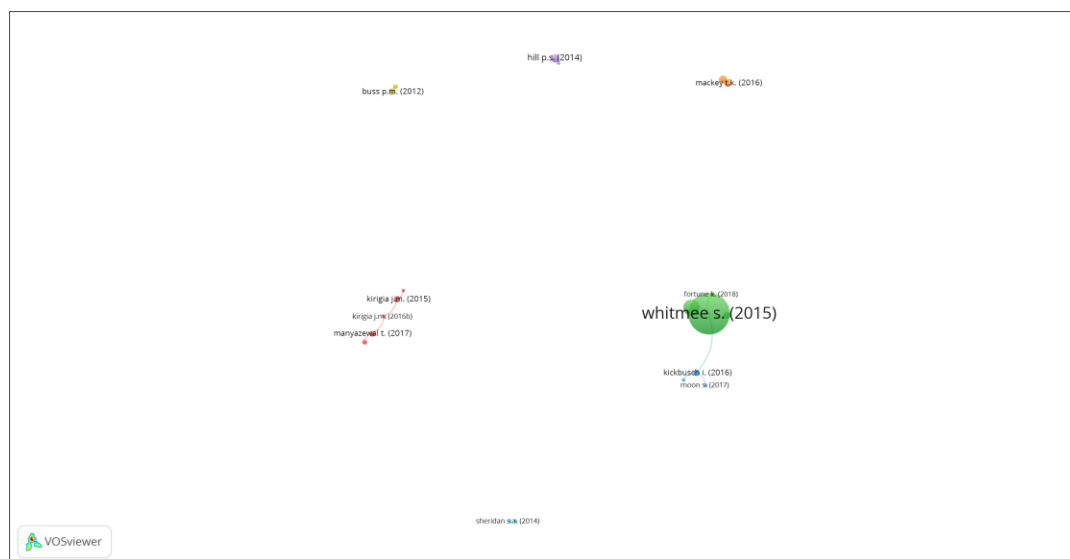 hill p.s. (2014)
mackey t.k. (2016)
buss p.m. (2012)
fortune k. (2018)
kirigia j.m. (2015)
whitmee s. (2015)
kirigia j.m. (2016b)
manyazewal t. (2017)
kickbusch i. (2016)
moon s. (2017)
sheridan s.a. (2014)
VOSviewer